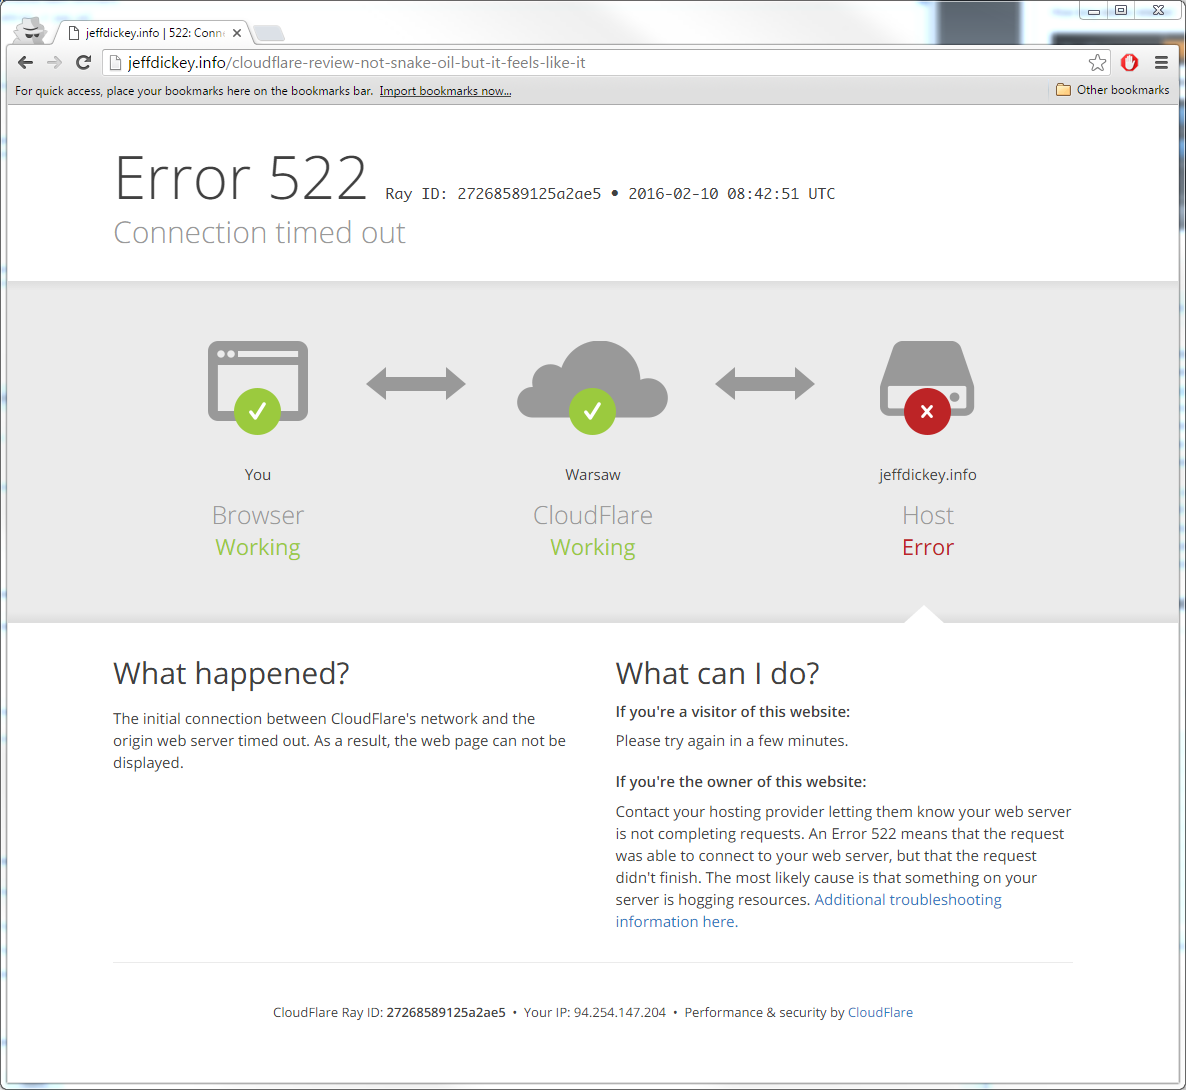 jeffdickey.info | 522: Conn
jeffdickey.info/cloudflare-review-not-snake-oil-but-it-feels-like-it
For quick access, place your bookmarks here on the bookmarks bar. Import bookmarks now...
Other bookmarks
Error 522 Ray ID: 27268589125a2ae5 • 2016-02-10 08:42:51 UTC
Connection timed out
You
Browser
Working
Warsaw
CloudFlare
Working
jeffdickey.info
Host
Error
What happened?
The initial connection between CloudFlare's network and the
origin web server timed out. As a result, the web page can not be
displayed.
What can I do?
If you're a visitor of this website:
Please try again in a few minutes.
If you're the owner of this website:
Contact your hosting provider letting them know your web server
is not completing requests. An Error 522 means that the request
was able to connect to your web server, but that the request
didn't finish. The most likely cause is that something on your
server is hogging resources. Additional troubleshooting
information here.
CloudFlare Ray ID: 27268589125a2ae5 • Your IP: 94.254.147.204 • Performance & security by CloudFlare